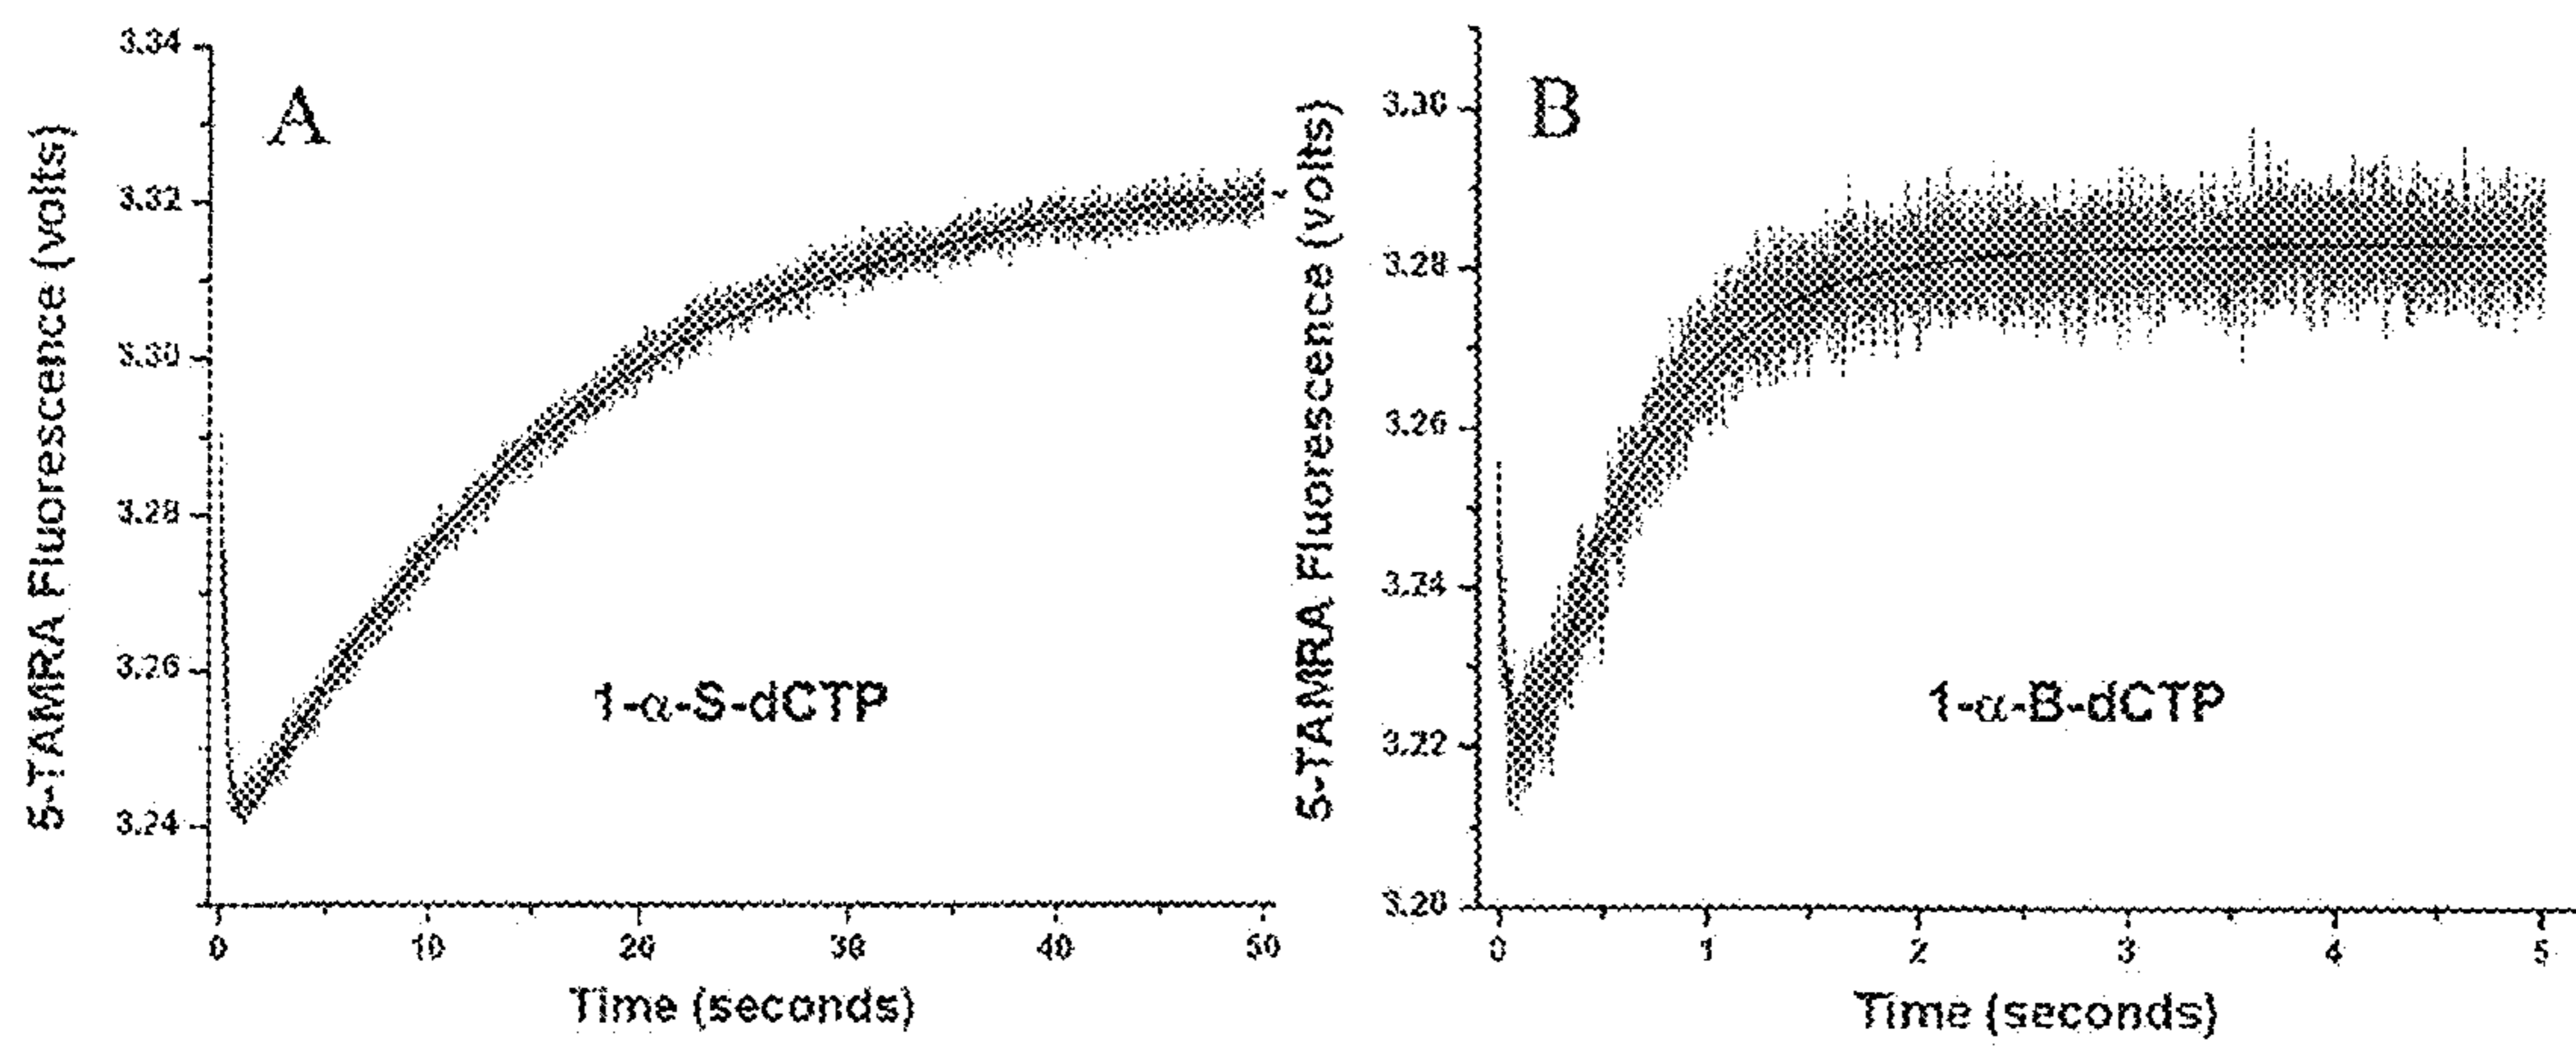 A
5-TAMRA Fluorescence (volts)
3.34
3.32
3.30
3.28
3.26
3.24
1-α-S-dCTP
0 10 20 30 40 50
Time (seconds)
B
5-TAMRA Fluorescence (volts)
3.30
3.28
3.26
3.24
3.22
3.20
1-α-B-dCTP
0 1 2 3 4 5
Time (seconds)